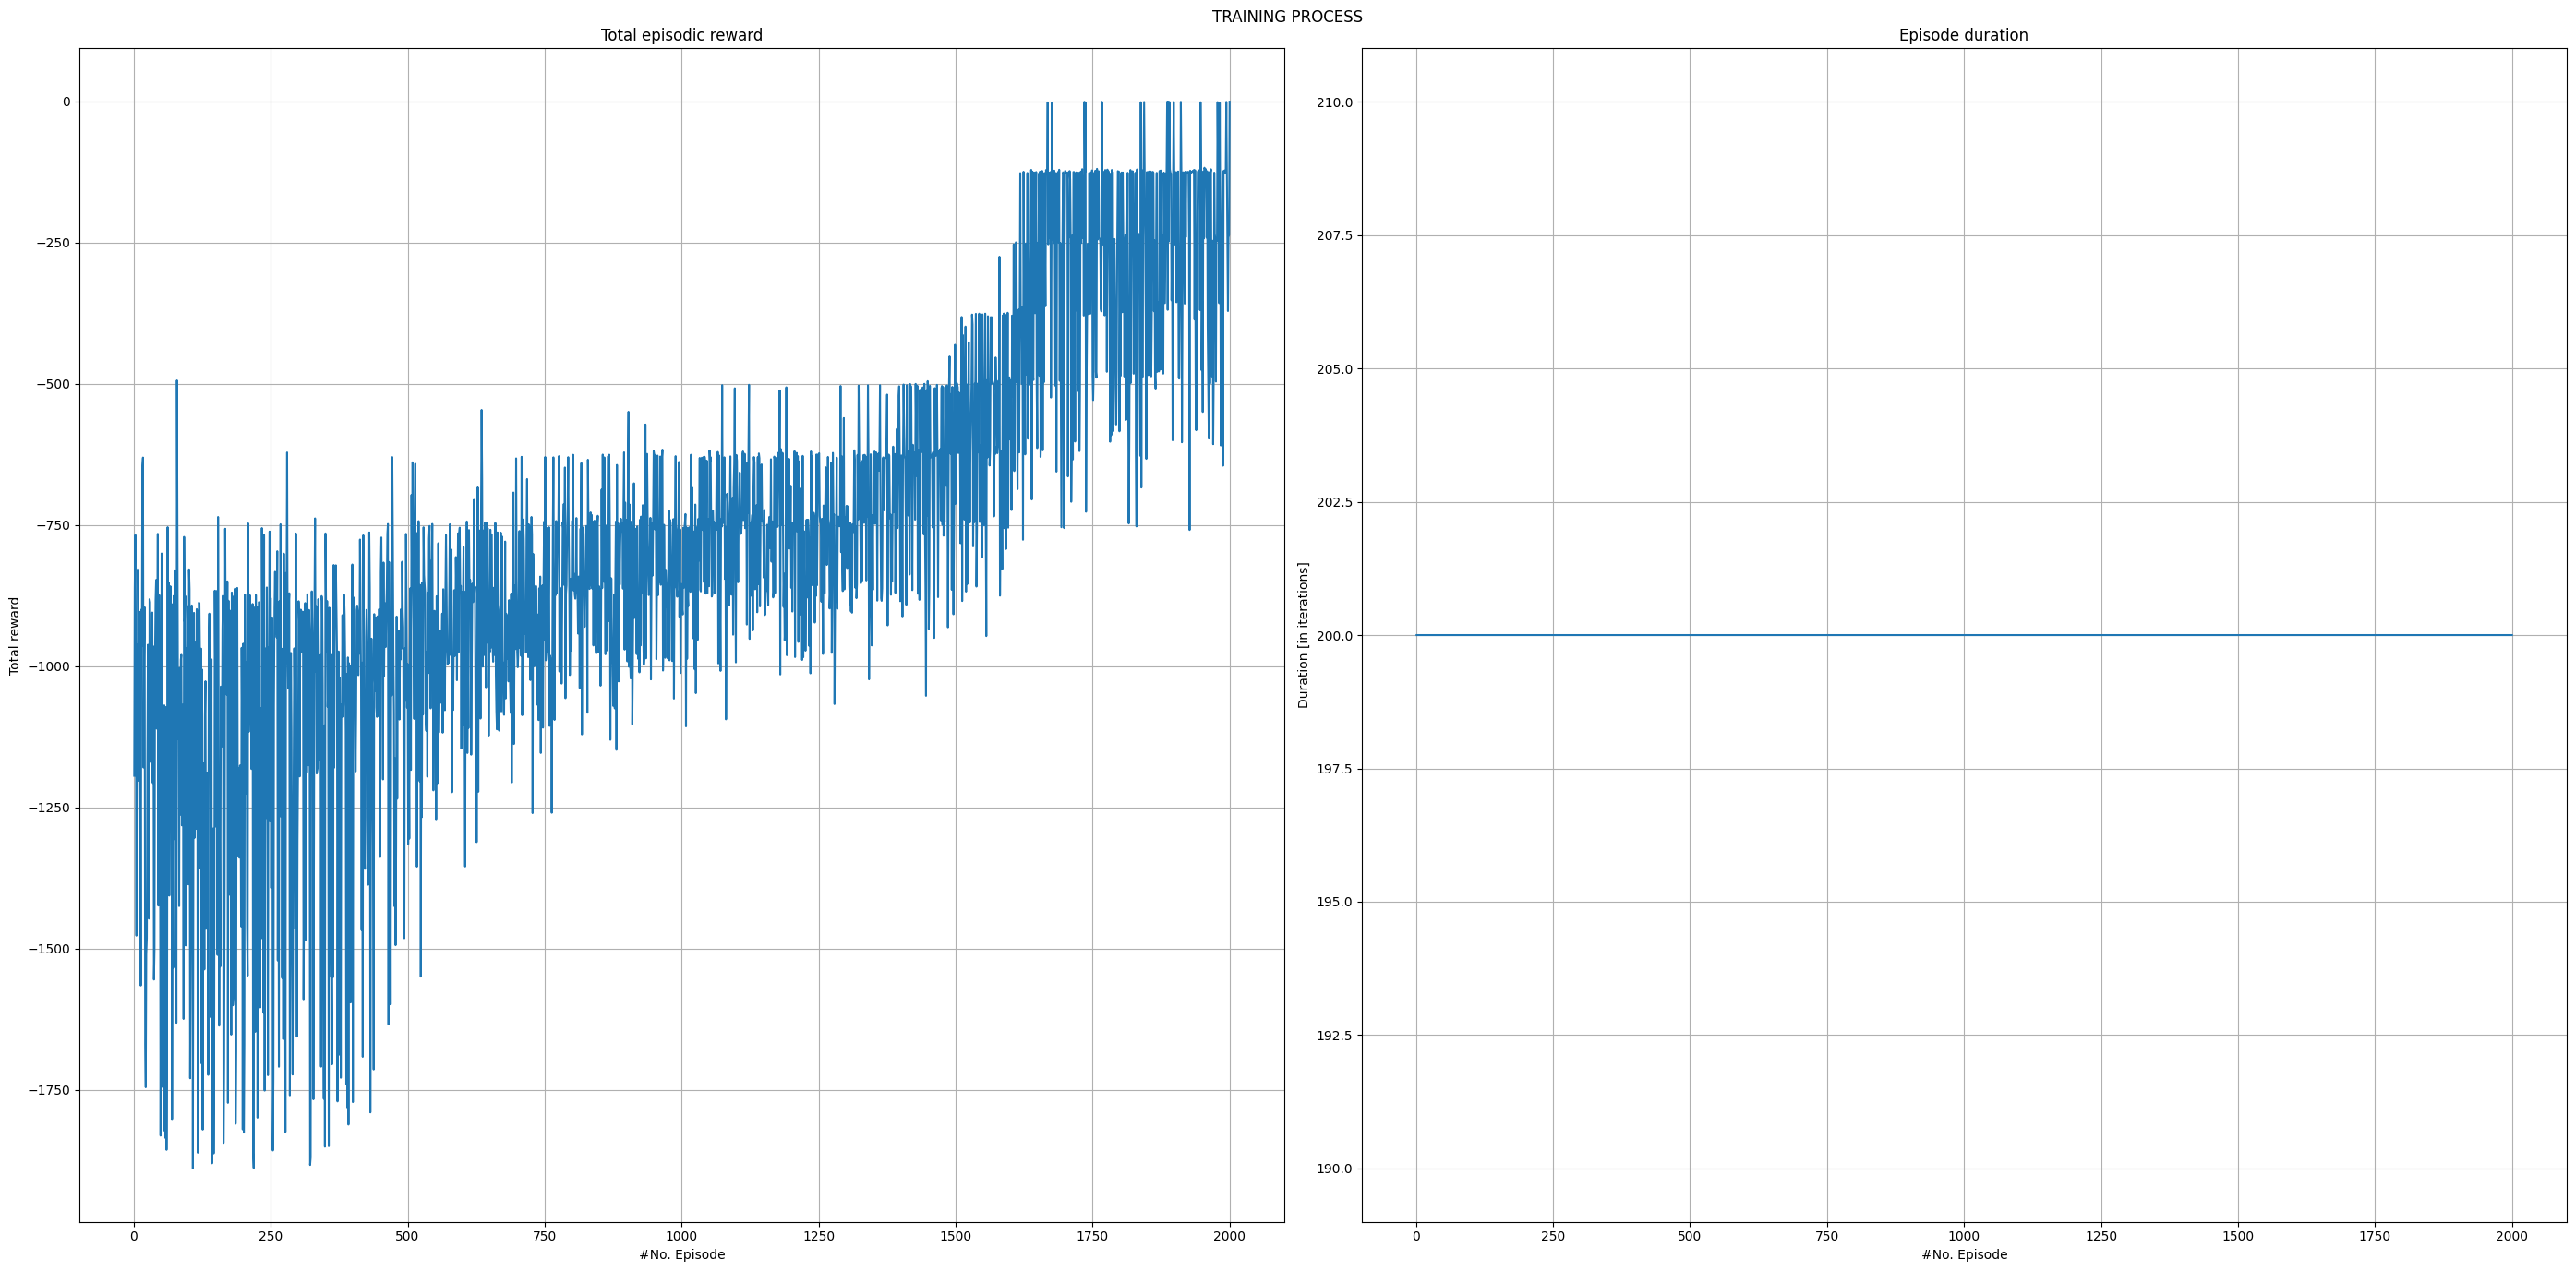 TRAINING PROCESS
Total episodic reward
Total reward
0
−250
−500
−750
−1000
−1250
−1500
−1750
0 250 500 750 1000 1250 1500 1750 2000
#No. Episode
Episode duration
Duration [in iterations]
210.0
207.5
205.0
202.5
200.0
197.5
195.0
192.5
190.0
0 250 500 750 1000 1250 1500 1750 2000
#No. Episode